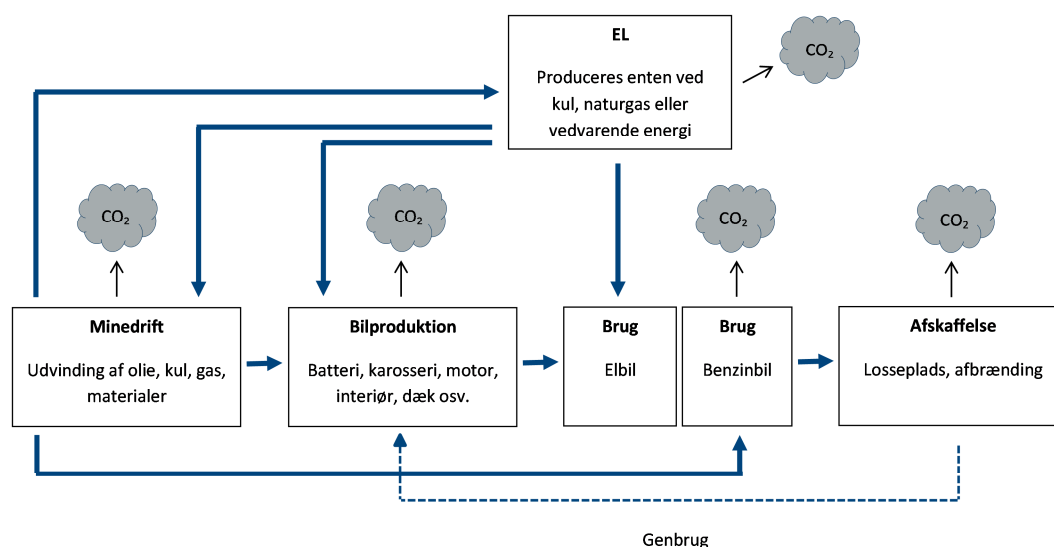 EL
Produceres enten ved
kul, naturgas eller
vedvarende energi
CO₂
CO₂
CO₂
CO₂
CO₂
Minedrift
Udvinding af olie, kul, gas,
materialer
Bilproduktion
Batteri, karosseri, motor,
interiør, dæk osv.
Brug
Elbil
Brug
Benzinbil
Afskaffelse
Losseplads, afbrænding
Genbrug